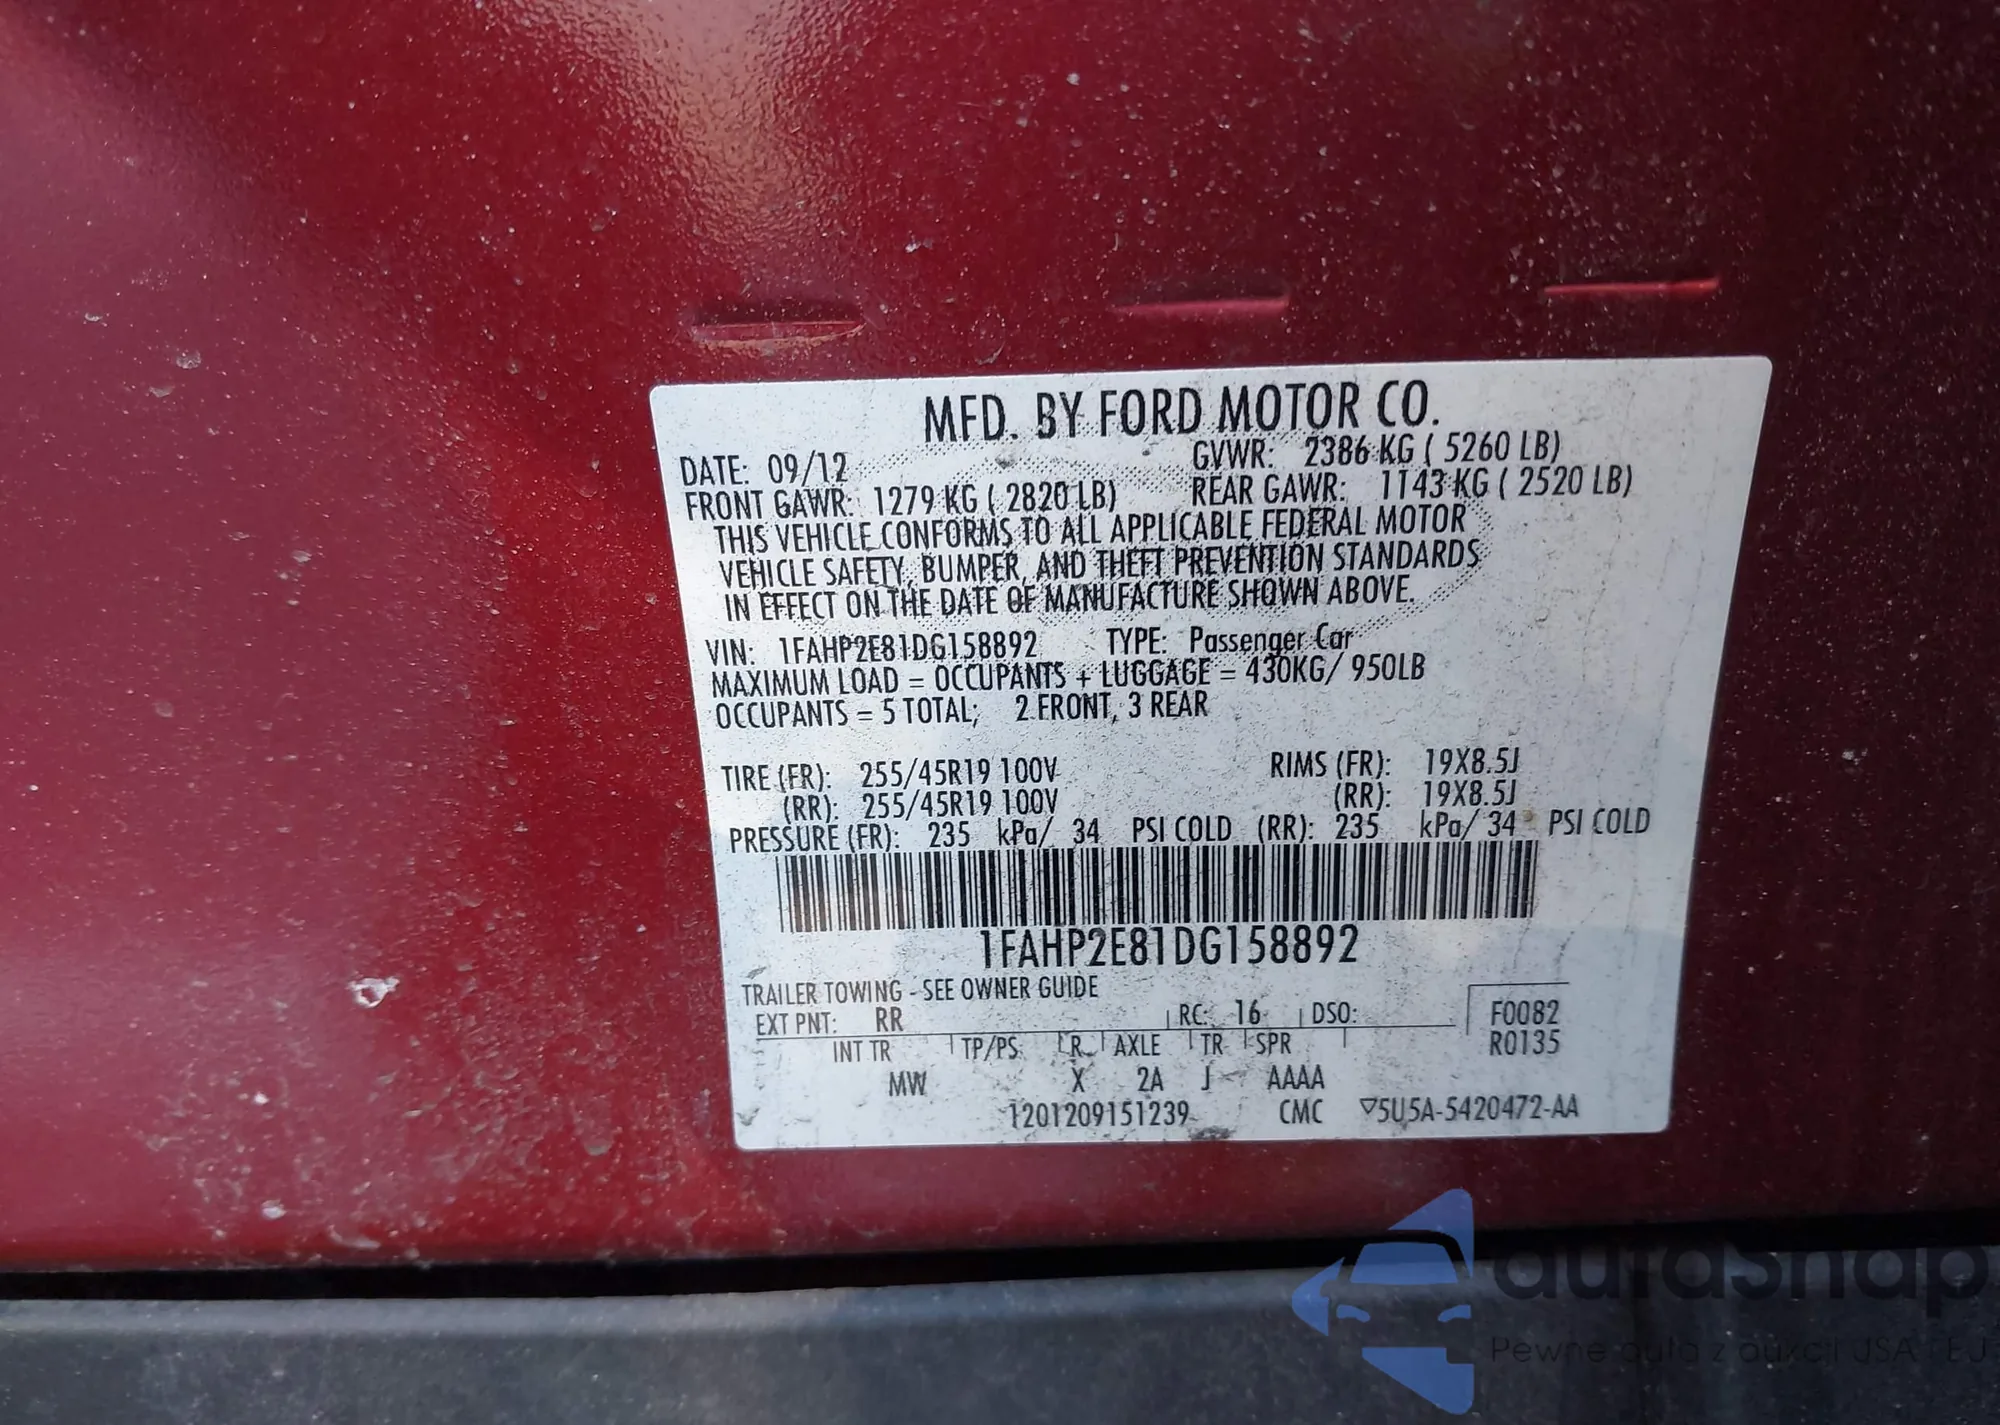 MFD. BY FORD MOTOR CO.
DATE: 09/12 GVWR: 2386 KG ( 5260 LB)
FRONT GAWR: 1279 KG ( 2820 LB) REAR GAWR: 1143 KG ( 2520 LB)
THIS VEHICLE CONFORMS TO ALL APPLICABLE FEDERAL MOTOR
VEHICLE SAFETY, BUMPER, AND THEFT PREVENTION STANDARDS
IN EFFECT ON THE DATE OF MANUFACTURE SHOWN ABOVE.
VIN: 1FAHP2E81DG158892 TYPE: Passenger Car
MAXIMUM LOAD = OCCUPANTS + LUGGAGE = 430KG/ 950LB
OCCUPANTS = 5 TOTAL; 2 FRONT, 3 REAR
TIRE (FR): 255/45R19 100V RIMS (FR): 19X8.5J
(RR): 255/45R19 100V (RR): 19X8.5J
PRESSURE (FR): 235 kPa/ 34 PSI COLD (RR): 235 kPa/ 34 PSI COLD
1FAHP2E81DG158892
TRAILER TOWING - SEE OWNER GUIDE
EXT PNT: RR RC: 16 DSO: F0082
INT TR TP/PS R AXLE TR SPR R0135
MW X 2A J AAAA
1201209151239 CMC ▽5U5A-5420472-AA
autaSnap
Pewne auta z aukcji USA i EJ